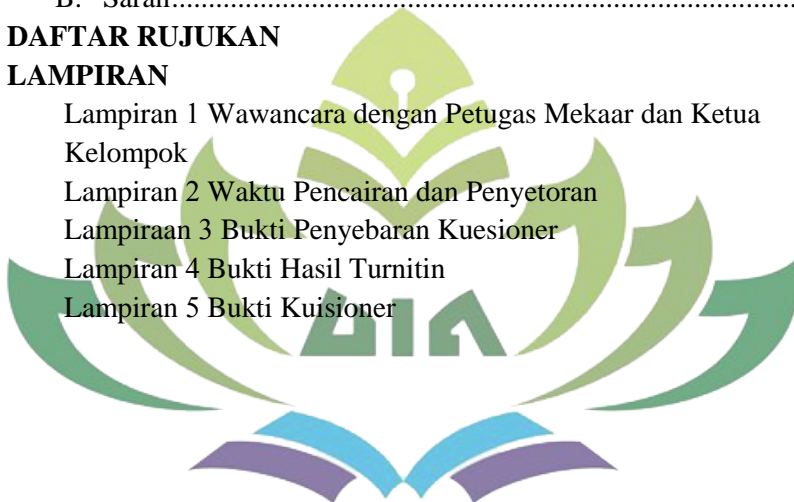 B. Saran................................................................................
DAFTAR RUJUKAN
LAMPIRAN
Lampiran 1 Wawancara dengan Petugas Mekaar dan Ketua
Kelompok
Lampiran 2 Waktu Pencairan dan Penyetoran
Lampiraan 3 Bukti Penyebaran Kuesioner
Lampiran 4 Bukti Hasil Turnitin
Lampiran 5 Bukti Kuisioner